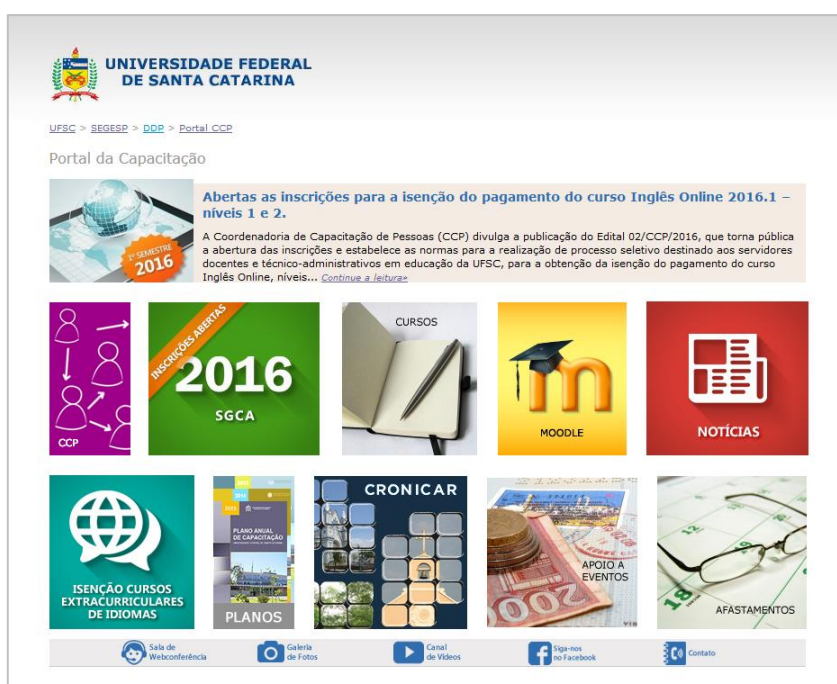 UNIVERSIDADE FEDERAL
DE SANTA CATARINA
UFSC > SEGESP > DDP > Portal CCP
Portal da Capacitação
1º SEMESTRE
2016
Abertas as inscrições para a isenção do pagamento do curso Inglês Online 2016.1 –
níveis 1 e 2.
A Coordenadoria de Capacitação de Pessoas (CCP) divulga a publicação do Edital 02/CCP/2016, que torna pública
a abertura das inscrições e estabelece as normas para a realização de processo seletivo destinado aos servidores
docentes e técnico-administrativos em educação da UFSC, para a obtenção da isenção do pagamento do curso
Inglês Online, níveis... Continue a leitura»
CCP
INSCRIÇÕES ABERTAS
2016
SGCA
CURSOS
m
MOODLE
NOTÍCIAS
ISENÇÃO CURSOS
EXTRACURRICULARES
DE IDIOMAS
PLANO ANUAL
DE CAPACITAÇÃO
PLANOS
CRONICAR
APOIO A
EVENTOS
AFASTAMENTOS
Sala de
Webconferência
Galeria
de Fotos
Canal
de Vídeos
Siga-nos
no Facebook
Contato